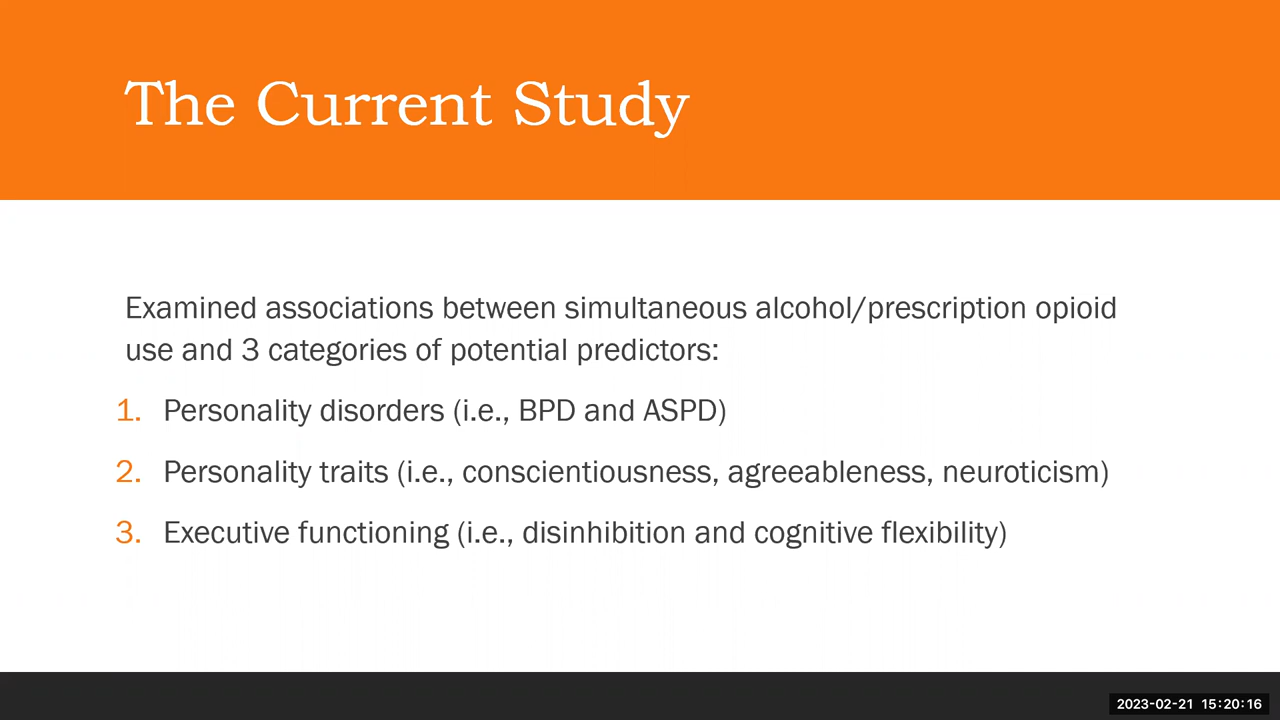 The Current Study
Examined associations between simultaneous alcohol/prescription opioid
use and 3 categories of potential predictors:
1. Personality disorders (i.e., BPD and ASPD)
2. Personality traits (i.e., conscientiousness, agreeableness, neuroticism)
3. Executive functioning (i.e., disinhibition and cognitive flexibility)
2023-02-21 15:20:16